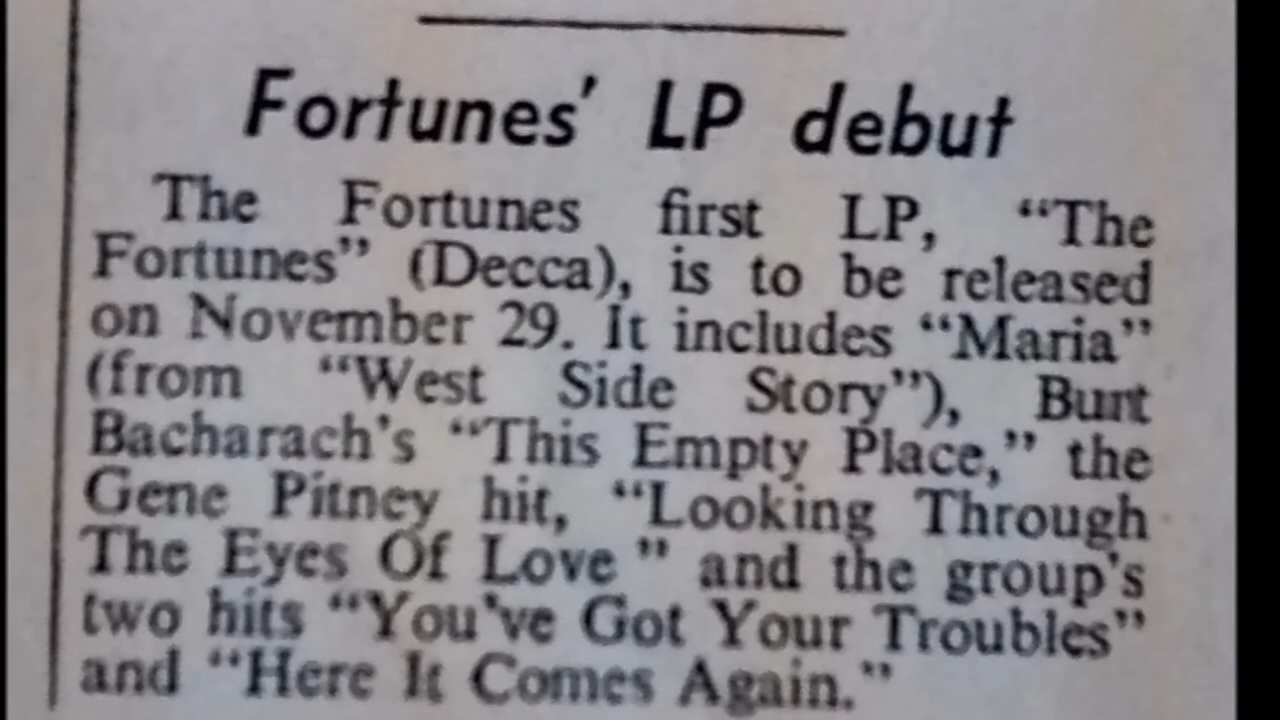 Fortunes' LP debut
The Fortunes first LP, “The
Fortunes” (Decca), is to be released
on November 29. It includes “Maria”
(from “West Side Story”), Burt
Bacharach's “This Empty Place,” the
Gene Pitney hit, “Looking Through
The Eyes Of Love ” and the group's
two hits “You've Got Your Troubles”
and “Here It Comes Again.”